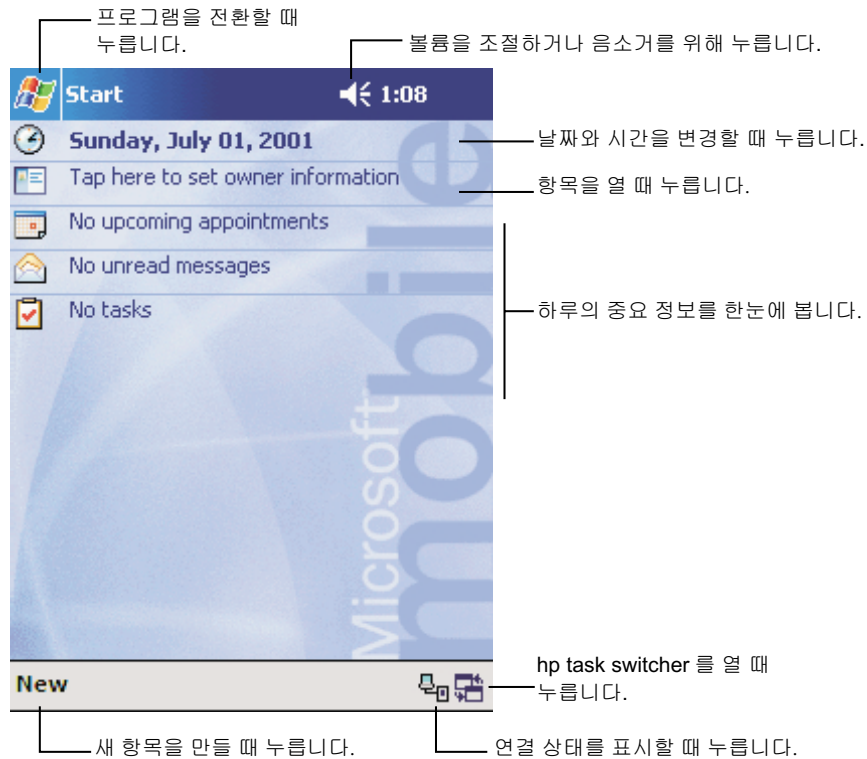 프로그램을 전환할 때
누릅니다.
볼륨을 조절하거나 음소거를 위해 누릅니다.
Start 1:08
Sunday, July 01, 2001
날짜와 시간을 변경할 때 누릅니다.
Tap here to set owner information
항목을 열 때 누릅니다.
No upcoming appointments
No unread messages
No tasks
하루의 중요 정보를 한눈에 봅니다.
Microsoft
mobile
New
hp task switcher 를 열 때
누릅니다.
새 항목을 만들 때 누릅니다.
연결 상태를 표시할 때 누릅니다.